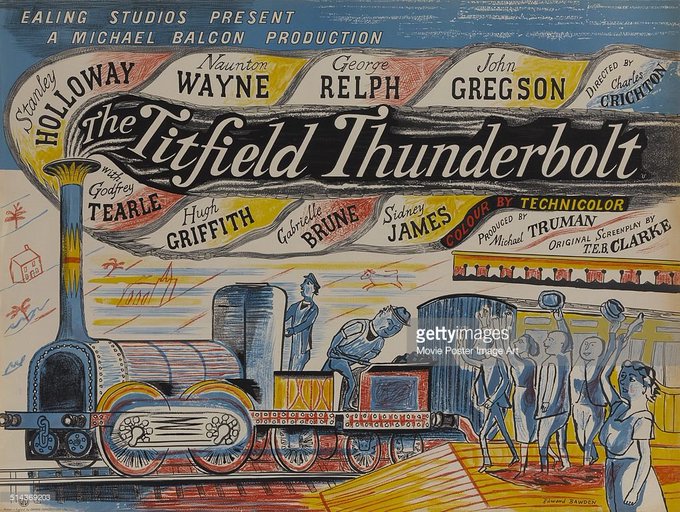 EALING STUDIOS PRESENT
A MICHAEL BALCON PRODUCTION
Stanley
HOLLOWAY
Naunton
WAYNE
George
RELPH
John
GREGSON
DIRECTED BY
Charles
CRICHTON
The Titfield Thunderbolt
with
Godfrey
TEARLE
Hugh
GRIFFITH
Gabrielle
BRUNE
Sidney
JAMES
COLOUR BY TECHNICOLOR
PRODUCED BY
Michael TRUMAN
ORIGINAL SCREENPLAY BY
T.E.B. CLARKE
gettyimages
Movie Poster Image Art
514369203
Edward BAWDEN